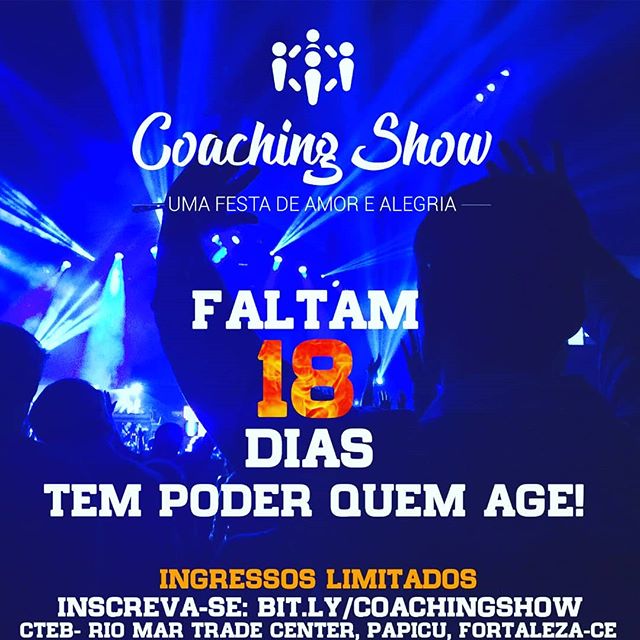 Coaching Show
UMA FESTA DE AMOR E ALEGRIA
FALTAM
18
DIAS
TEM PODER QUEM AGE!
INGRESSOS LIMITADOS
INSCREVA-SE: BIT.LY/COACHINGSHOW
CTEB- RIO MAR TRADE CENTER, PAPICU, FORTALEZA-CE